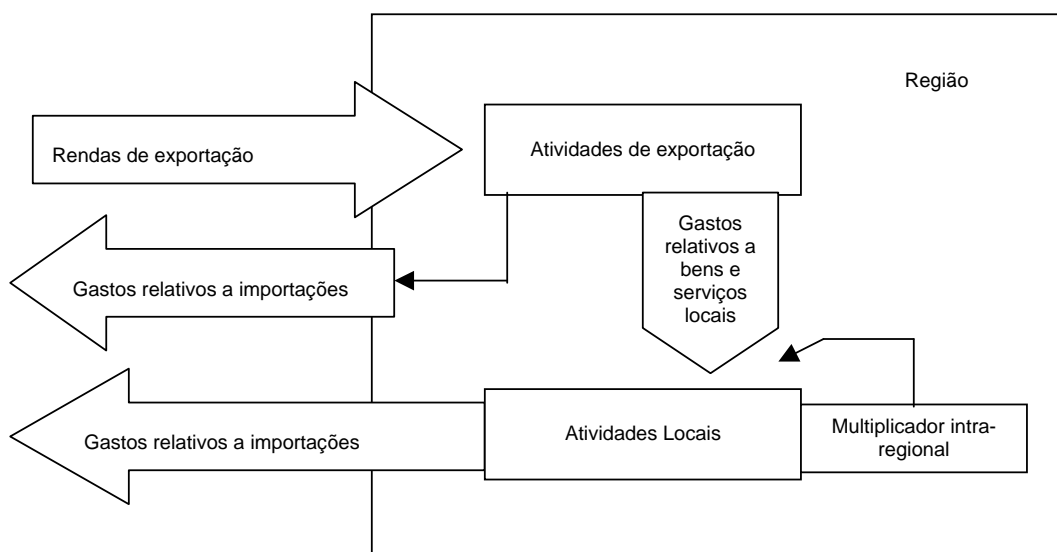 Região
Rendas de exportação
Atividades de exportação
Gastos
relativos a
bens e
serviços
locais
Gastos relativos a importações
Gastos relativos a importações
Atividades Locais
Multiplicador intra-
regional